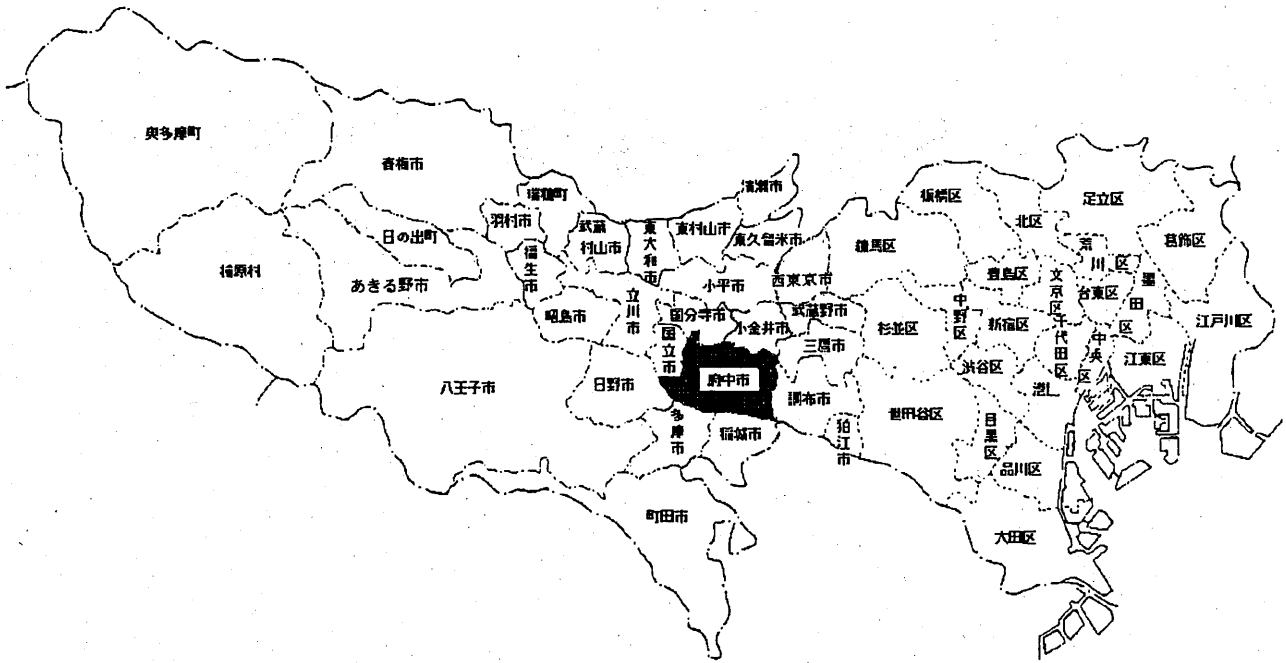 奥多摩町
青梅市
瑞穂町
清瀬市
羽村市
武蔵
村山市
東大和市
東村山市
東久留米市
日の出町
檜原村
あきる野市
福生市
昭島市
立川市
小平市
西東京市
国分寺市
小金井市
武蔵野市
国立市
三鷹市
八王子市
日野市
府中市
調布市
多摩市
稲城市
狛江市
町田市
板橋区
北区
足立区
練馬区
荒川区
葛飾区
豊島区
文京区
台東区
墨田区
中野区
杉並区
新宿区
千代田区
中央区
江東区
江戸川区
渋谷区
世田谷区
目黒区
品川区
大田区